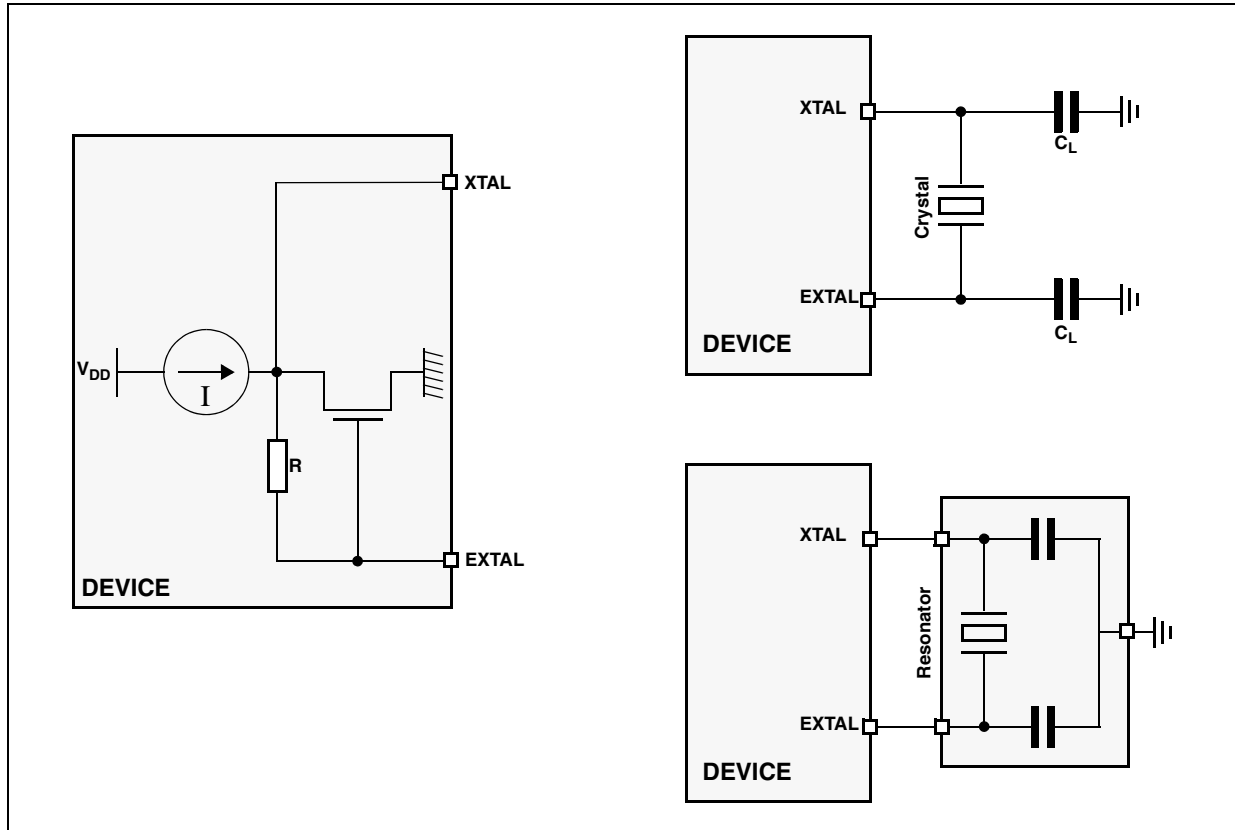 XTAL
V_DD
I
R
EXTAL
DEVICE
XTAL
C_L
Crystal
EXTAL
C_L
DEVICE
XTAL
Resonator
EXTAL
DEVICE